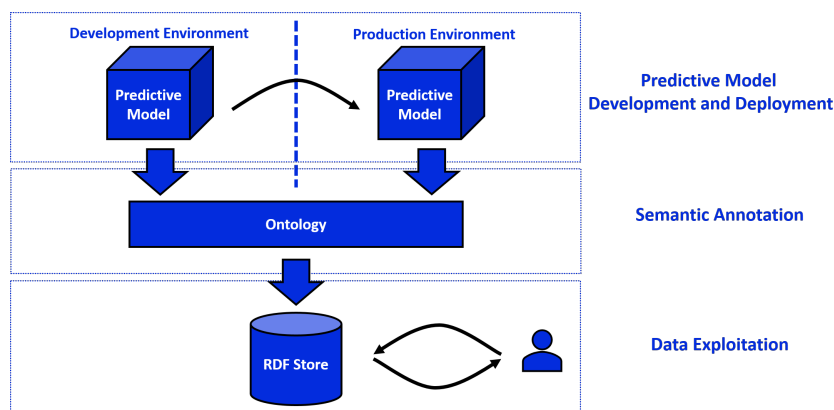 Development Environment
Production Environment
Predictive
Model
Predictive
Model
Predictive Model
Development and Deployment
Ontology
Semantic Annotation
RDF Store
Data Exploitation